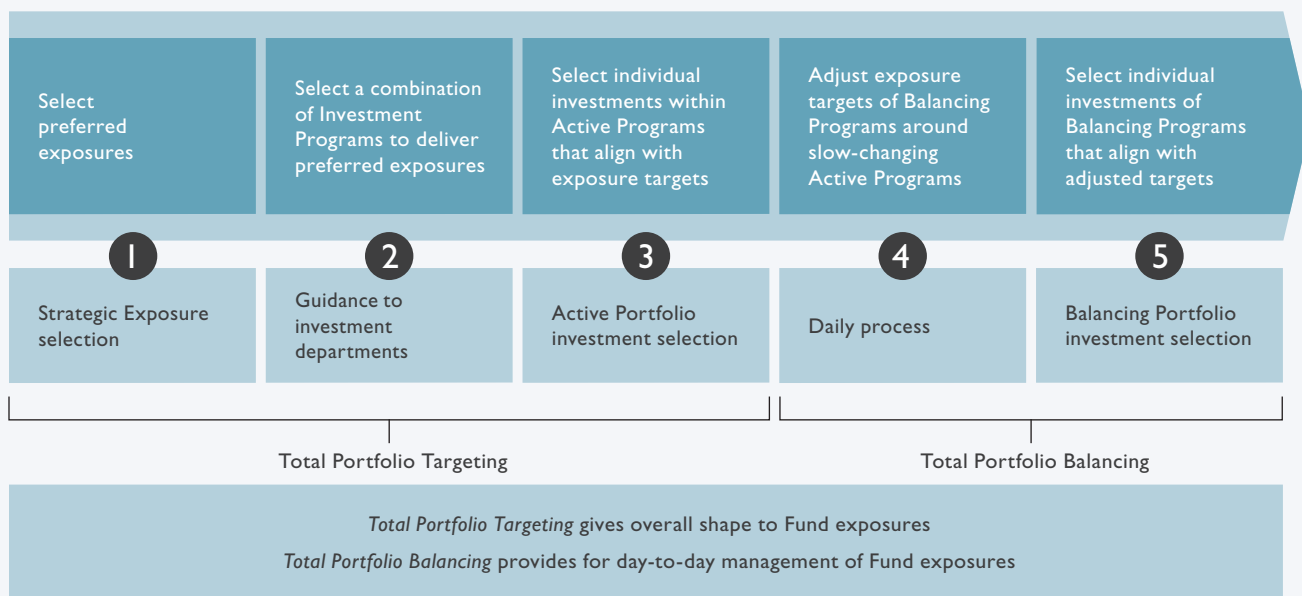 Select
preferred
exposures
Select a combination
of Investment
Programs to deliver
preferred exposures
Select individual
investments within
Active Programs
that align with
exposure targets
Adjust exposure
targets of Balancing
Programs around
slow-changing
Active Programs
Select individual
investments of
Balancing Programs
that align with
adjusted targets
1
2
3
4
5
Strategic Exposure
selection
Guidance to
investment
departments
Active Portfolio
investment selection
Daily process
Balancing Portfolio
investment selection
Total Portfolio Targeting
Total Portfolio Balancing
Total Portfolio Targeting gives overall shape to Fund exposures
Total Portfolio Balancing provides for day-to-day management of Fund exposures